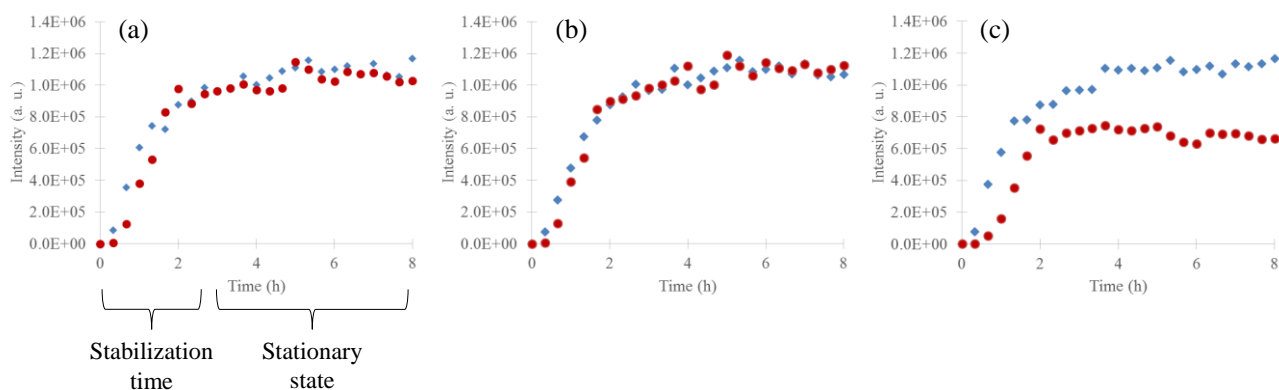 (a)
1.4E+06
1.2E+06
1.0E+06
8.0E+05
6.0E+05
4.0E+05
2.0E+05
0.0E+00
Intensity (a. u.)
0 2 4 6 8
Time (h)
Stabilization
time
Stationary
state
(b)
1.4E+06
1.2E+06
1.0E+06
8.0E+05
6.0E+05
4.0E+05
2.0E+05
0.0E+00
Intensity (a. u.)
0 2 4 6 8
Time (h)
(c)
1.4E+06
1.2E+06
1.0E+06
8.0E+05
6.0E+05
4.0E+05
2.0E+05
0.0E+00
Intensity (a. u.)
0 2 4 6 8
Time (h)